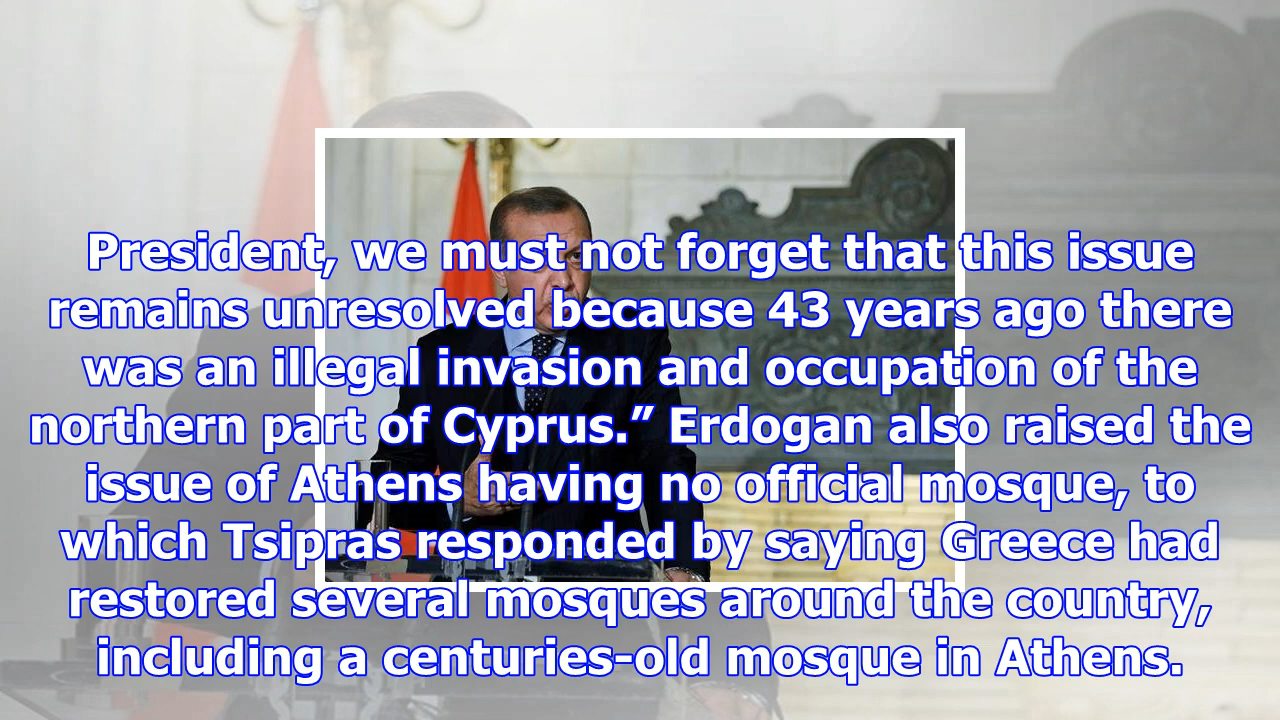 President, we must not forget that this issue
remains unresolved because 43 years ago there
was an illegal invasion and occupation of the
northern part of Cyprus.” Erdogan also raised the
issue of Athens having no official mosque, to
which Tsipras responded by saying Greece had
restored several mosques around the country,
including a centuries-old mosque in Athens.